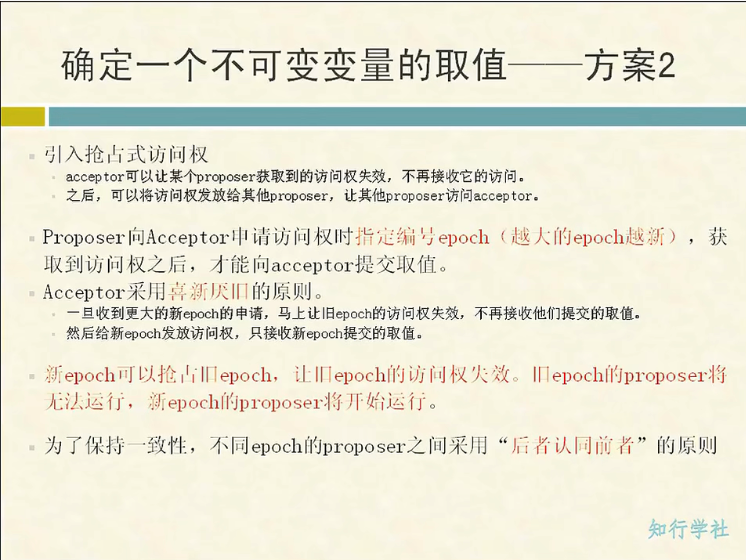 确定一个不可变变量的取值——方案2
引入抢占式访问权
acceptor可以让某个proposer获取到的访问权失效，不再接收它的访问。
之后，可以将访问权发放给其他proposer，让其他proposer访问acceptor。
Proposer向Acceptor申请访问权时指定编号epoch（越大的epoch越新），获
取到访问权之后，才能向acceptor提交取值。
Acceptor采用喜新厌旧的原则。
一旦收到更大的新epoch的申请，马上让旧epoch的访问权失效，不再接收他们提交的取值。
然后给新epoch发放访问权，只接收新epoch提交的取值。
新epoch可以抢占旧epoch，让旧epoch的访问权失效。旧epoch的proposer将
无法运行，新epoch的proposer将开始运行。
为了保持一致性，不同epoch的proposer之间采用“后者认同前者”的原则
知行学社